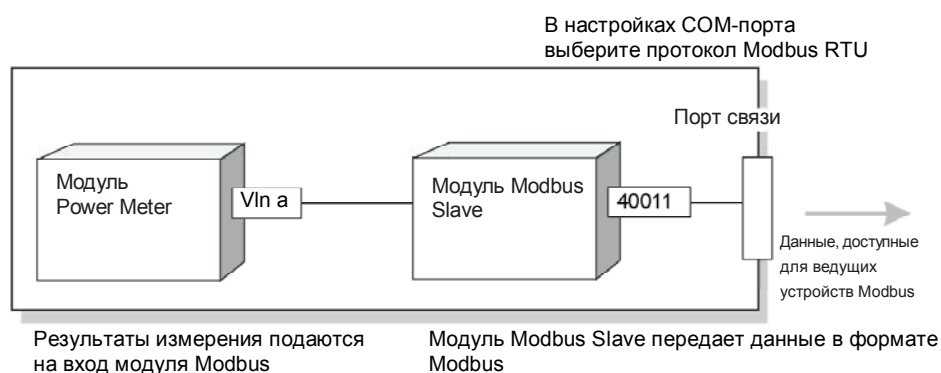 В настройках COM-порта
выберите протокол Modbus RTU
Порт связи
Модуль
Power Meter
Vln a
Модуль Modbus
Slave
40011
Данные, доступные
для ведущих
устройств Modbus
Результаты измерения подаются
на вход модуля Modbus
Модуль Modbus Slave передает данные в формате
Modbus